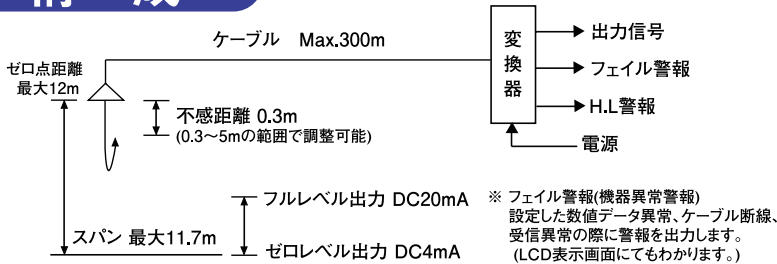 構 成
ケーブル Max.300m
変換器
出力信号
フェイル警報
H.L警報
電源
ゼロ点距離
最大12m
不感距離 0.3m
(0.3～5mの範囲で調整可能)
フルレベル出力 DC20mA
スパン 最大11.7m
ゼロレベル出力 DC4mA
※ フェイル警報(機器異常警報)
設定した数値データ異常、ケーブル断線、
受信異常の際に警報を出力します。
(LCD表示画面にてもわかります。)